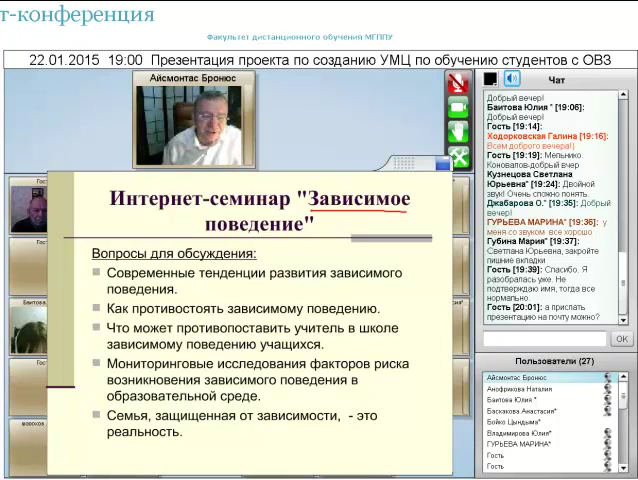 т-конференция
Факультет дистанционного обучения МГППУ
22.01.2015 19:00 Презентация проекта по созданию УМЦ по обучению студентов с ОВЗ
Айсмонтас Бронюс
Интернет-семинар "Зависимое
поведение"
Вопросы для обсуждения:
Современные тенденции развития зависимого
поведения.
Как противостоять зависимому поведению.
Что может противопоставить учитель в школе
зависимому поведению учащихся.
Мониторинговые исследования факторов риска
возникновения зависимого поведения в
образовательной среде.
Семья, защищенная от зависимости, - это
реальность.
Гост
Гость
Баитова
Гость
Чат
Добрый вечер!
Баитова Юлия * [19:06]:
Добрый вечер!
Гость [19:14]:
Ходорковская Галина [19:16]:
Всем доброго вечера!)
Гость [19:19]: Мельнико.
Коновалов-добрый вечер
Кузнецова Светлана
Юрьевна* [19:24]: Двойной
звук! Очень сложно понять.
Джабарова О.* [19:35]: Добрый
вечер!
ГУРЬЕВА МАРИНА* [19:36]: у
меня со звуком все хорошо
Губина Мария* [19:37]:
Светлана Юрьевна, закройте
лишние вкладки
Гость [19:39]: Спасибо. Я
разобралась уже. Не
подтверждаю имя, тогда все
нормально.
Гость [20:01]: а прислать
презентацию на почту можно?
OK
Пользователи (27)
Айсмонтас Бронюс
Анофрикова Наталия
Баитова Юлия *
Баскакова Анастасия*
Бойко Цындыма*
Владимирова Юлия*
ГУРЬЕВА МАРИНА*
Гость
Гость